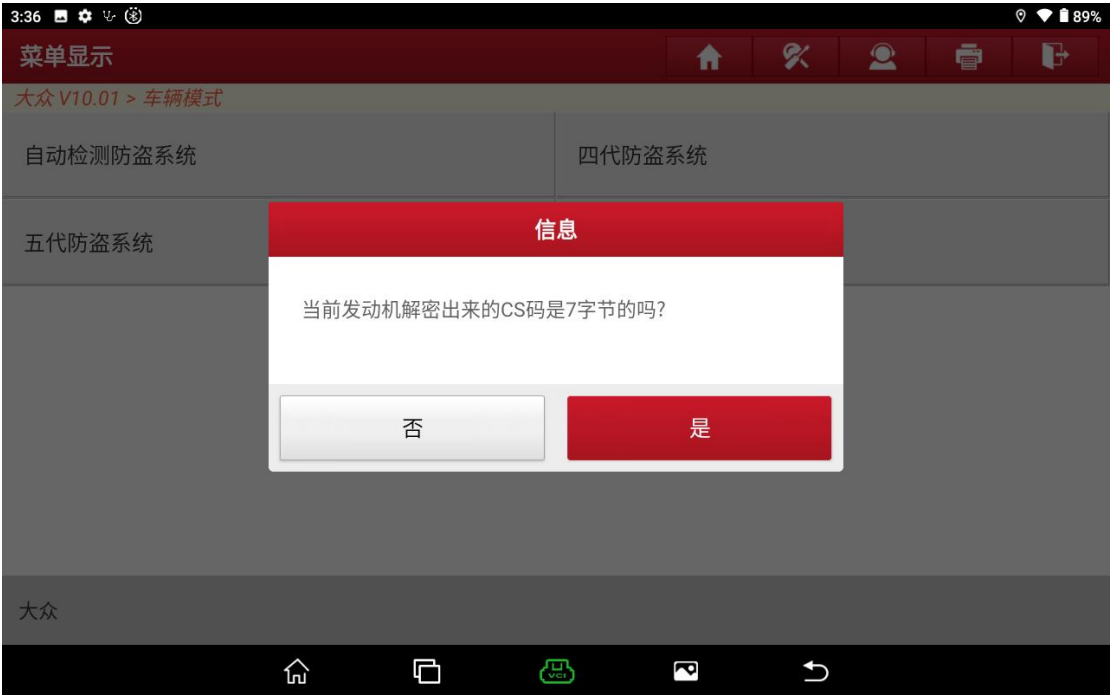 3:36
89%
菜单显示
大众 V10.01 > 车辆模式
自动检测防盗系统
四代防盗系统
五代防盗系统
信息
当前发动机解密出来的CS码是7字节的吗?
否
是
大众
VCI